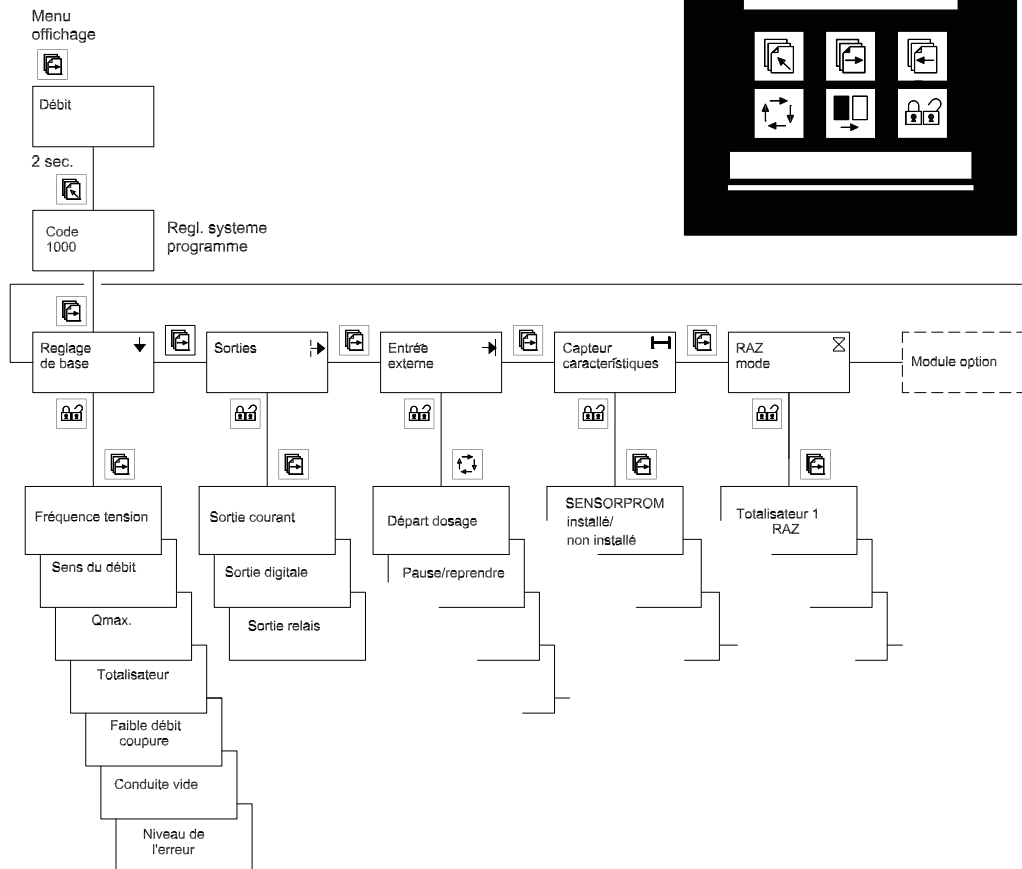 Menu
offichage
Débit
2 sec.
Code
1000
Regl. systeme
programme
Reglage
de base
Sorties
Entrée
externe
Capteur
caracteristiques
RAZ
mode
Module option
Fréquence tension
Sens du débit
Qmax.
Totalisateur
Faible débit
coupure
Conduite vide
Niveau de
l'erreur
Sortie courant
Sortie digitale
Sortie relais
Départ dosage
Pause/reprendre
SENSORPROM
installé/
non installé
Totalisateur 1
RAZ